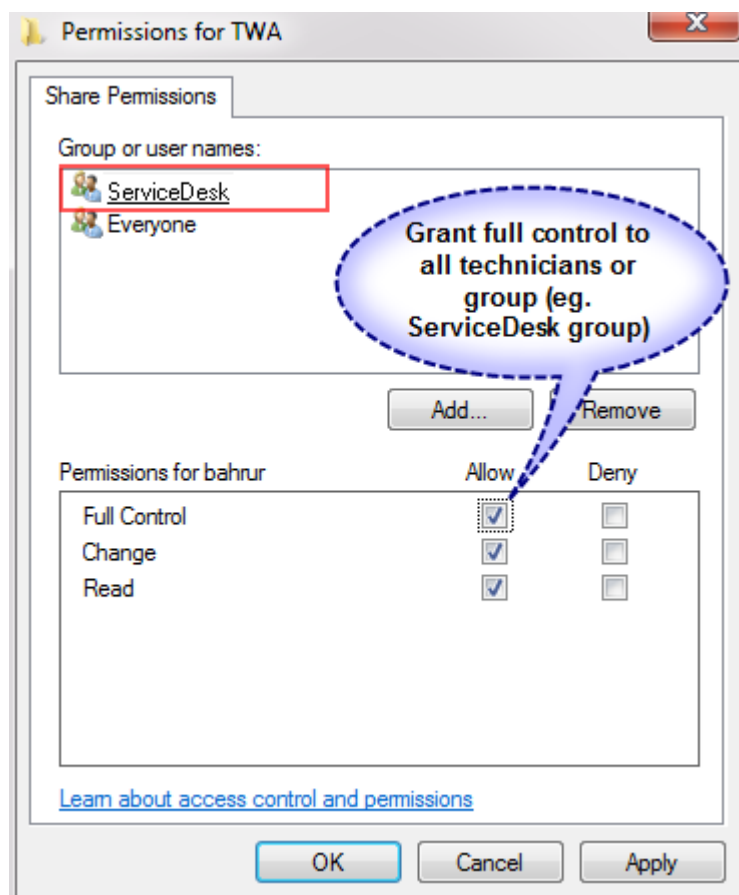 Permissions for TWA
Share Permissions
Group or user names:
ServiceDesk
Everyone
Grant full control to
all technicians or
group (eg.
ServiceDesk group)
Add... Remove
Permissions for bahrur Allow Deny
Full Control
Change
Read
Learn about access control and permissions
OK Cancel Apply